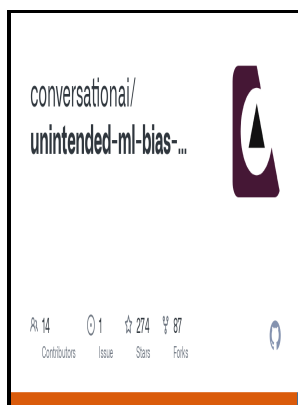 conversationai/
unintended-ml-bias-...
14 1 274 87
Contributors Issue Stars Forks